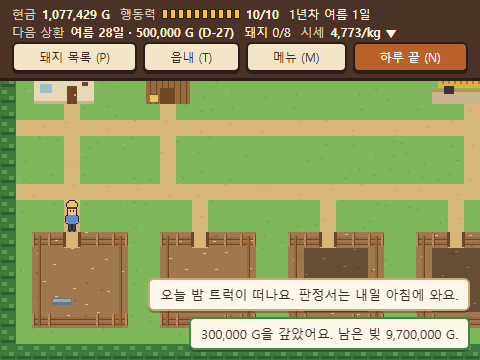 현금 1,077,429 G 행동력 10/10 1년차 여름 1일
다음 상환 여름 28일 · 500,000 G (D-27) 돼지 0/8 시세 4,773/kg ▼
돼지 목록 (P) 읍내 (T) 메뉴 (M) 하루 끝 (N)
오늘 밤 트럭이 떠나요. 판정서는 내일 아침에 와요.
300,000 G을 갚았어요. 남은 빚 9,700,000 G.